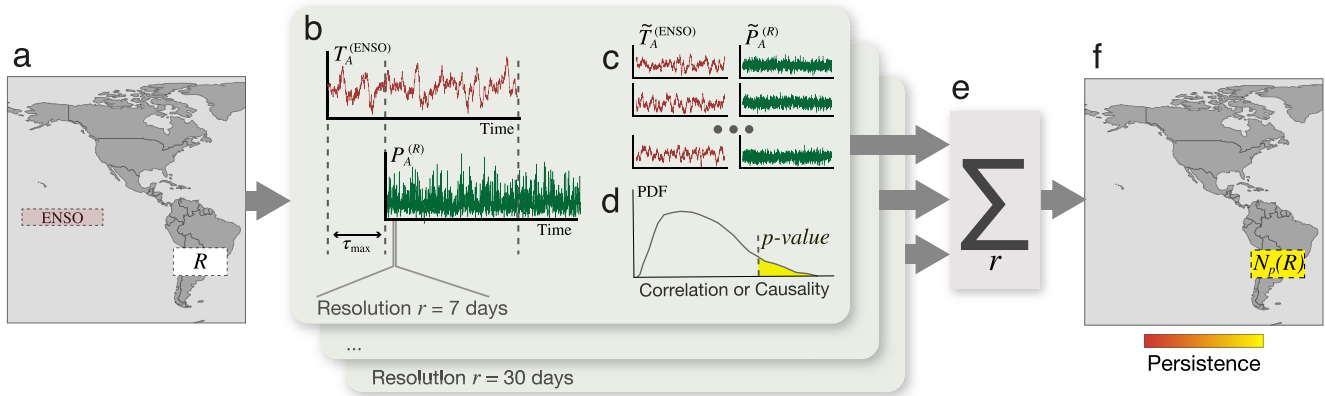 a
ENSO
R
b
T_A^(ENSO)
Time
P_A^(R)
Time
τ_max
Resolution r = 7 days
...
Resolution r = 30 days
c
T̃_A^(ENSO) P̃_A^(R)
d
PDF
p-value
Correlation or Causality
e
∑
r
f
N_p(R)
Persistence